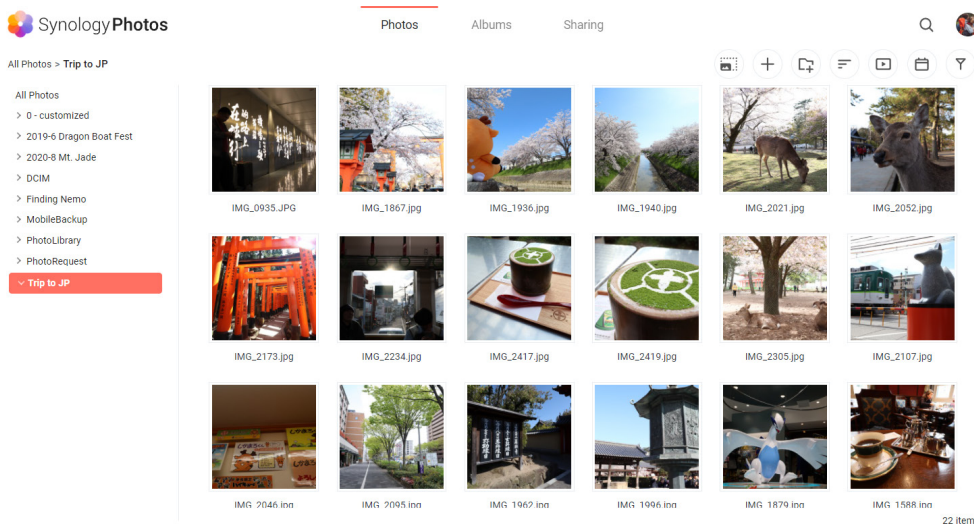 Synology Photos
Photos
Albums
Sharing
All Photos > Trip to JP
All Photos
0 - customized
2019-6 Dragon Boat Fest
2020-8 Mt. Jade
DCIM
Finding Nemo
MobileBackup
PhotoLibrary
PhotoRequest
Trip to JP
IMG_0935.JPG
IMG_1867.jpg
IMG_1936.jpg
IMG_1940.jpg
IMG_2021.jpg
IMG_2052.jpg
IMG_2173.jpg
IMG_2234.jpg
IMG_2417.jpg
IMG_2419.jpg
IMG_2305.jpg
IMG_2107.jpg
IMG_2046.jpg
IMG_2095.jpg
IMG_1962.jpg
IMG_1996.jpg
IMG_1879.jpg
IMG_1588.jpg
22 item